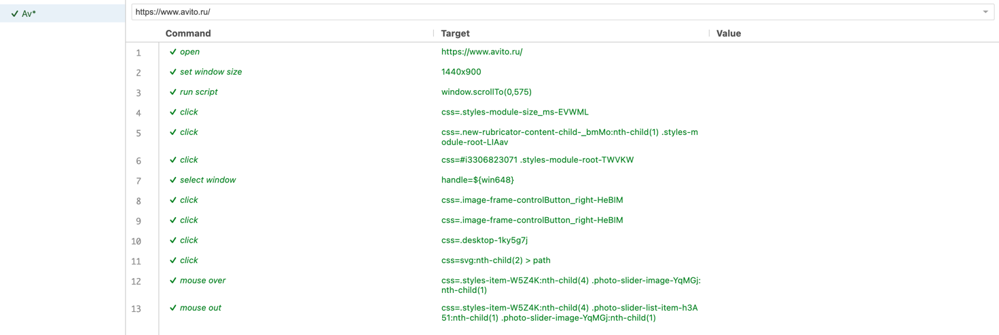 Av*
https://www.avito.ru/
Command Target Value
1 open https://www.avito.ru/
2 set window size 1440x900
3 run script window.scrollTo(0,575)
4 click css=.styles-module-size_ms-EVWML
5 click css=.new-rubricator-content-child-_bmMo:nth-child(1) .styles-m
odule-root-LIAav
6 click css=#i3306823071 .styles-module-root-TWVKW
7 select window handle=${win648}
8 click css=.image-frame-controlButton_right-HeBIM
9 click css=.image-frame-controlButton_right-HeBIM
10 click css=.desktop-1ky5g7j
11 click css=svg:nth-child(2) > path
12 mouse over css=.styles-item-W5Z4K:nth-child(4) .photo-slider-image-YqMGj:
nth-child(1)
13 mouse out css=.styles-item-W5Z4K:nth-child(4) .photo-slider-list-item-h3A
51:nth-child(1) .photo-slider-image-YqMGj:nth-child(1)